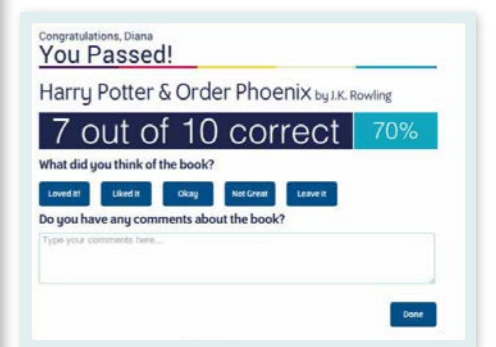 Congratulations, Diana
You Passed!
Harry Potter & Order Phoenix by J.K. Rowling
7 out of 10 correct 70%
What did you think of the book?
Loved It! Liked it Okay Not Great Leave it
Do you have any comments about the book?
Type your comments here...
Done